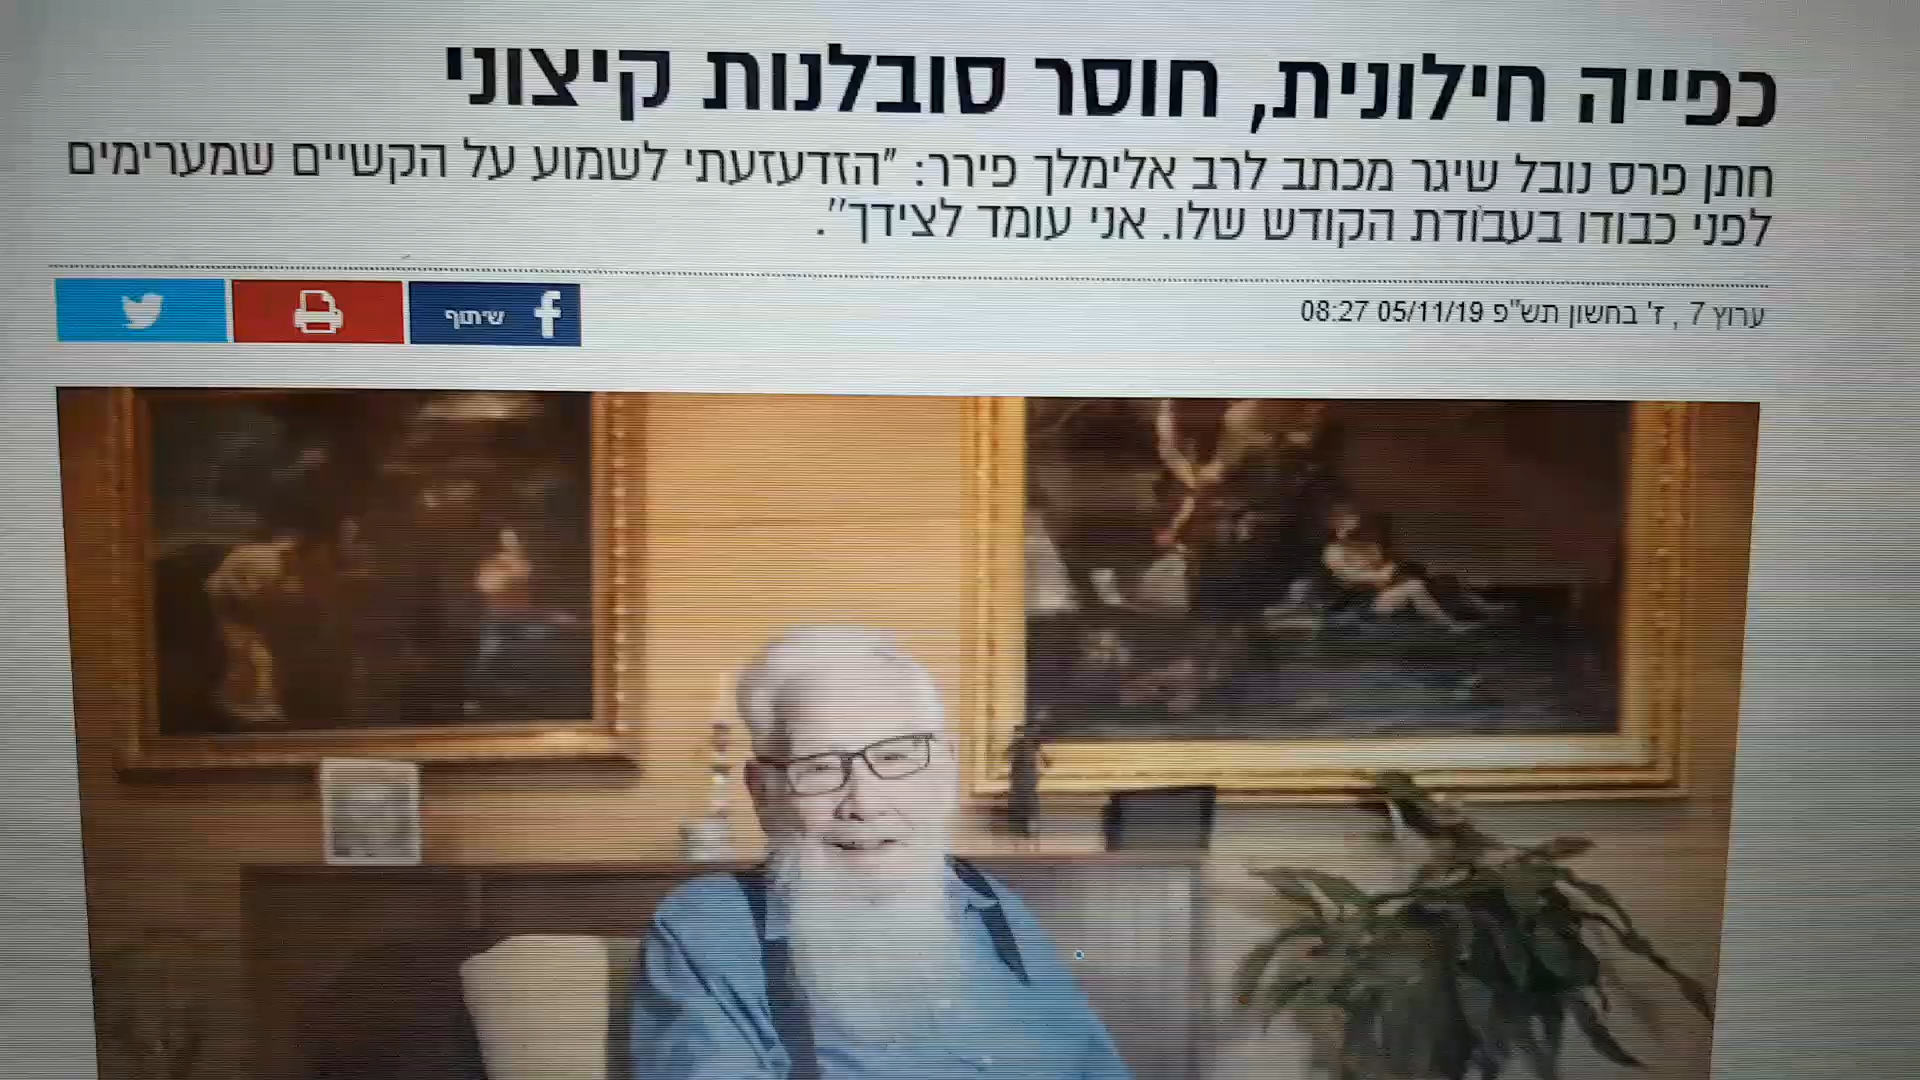 כפייה חילונית, חוסר סובלנות קיצוני
חתן פרס נובל שיגר מכתב לרב אלימלך פירר: "הזדעזעתי לשמוע על הקשיים שמערימים
לפני כבודו בעבודת הקודש שלו. אני עומד לצידך".
ערוץ 7 , ז' בחשון תש"פ 05/11/19 08:27
שיתוף